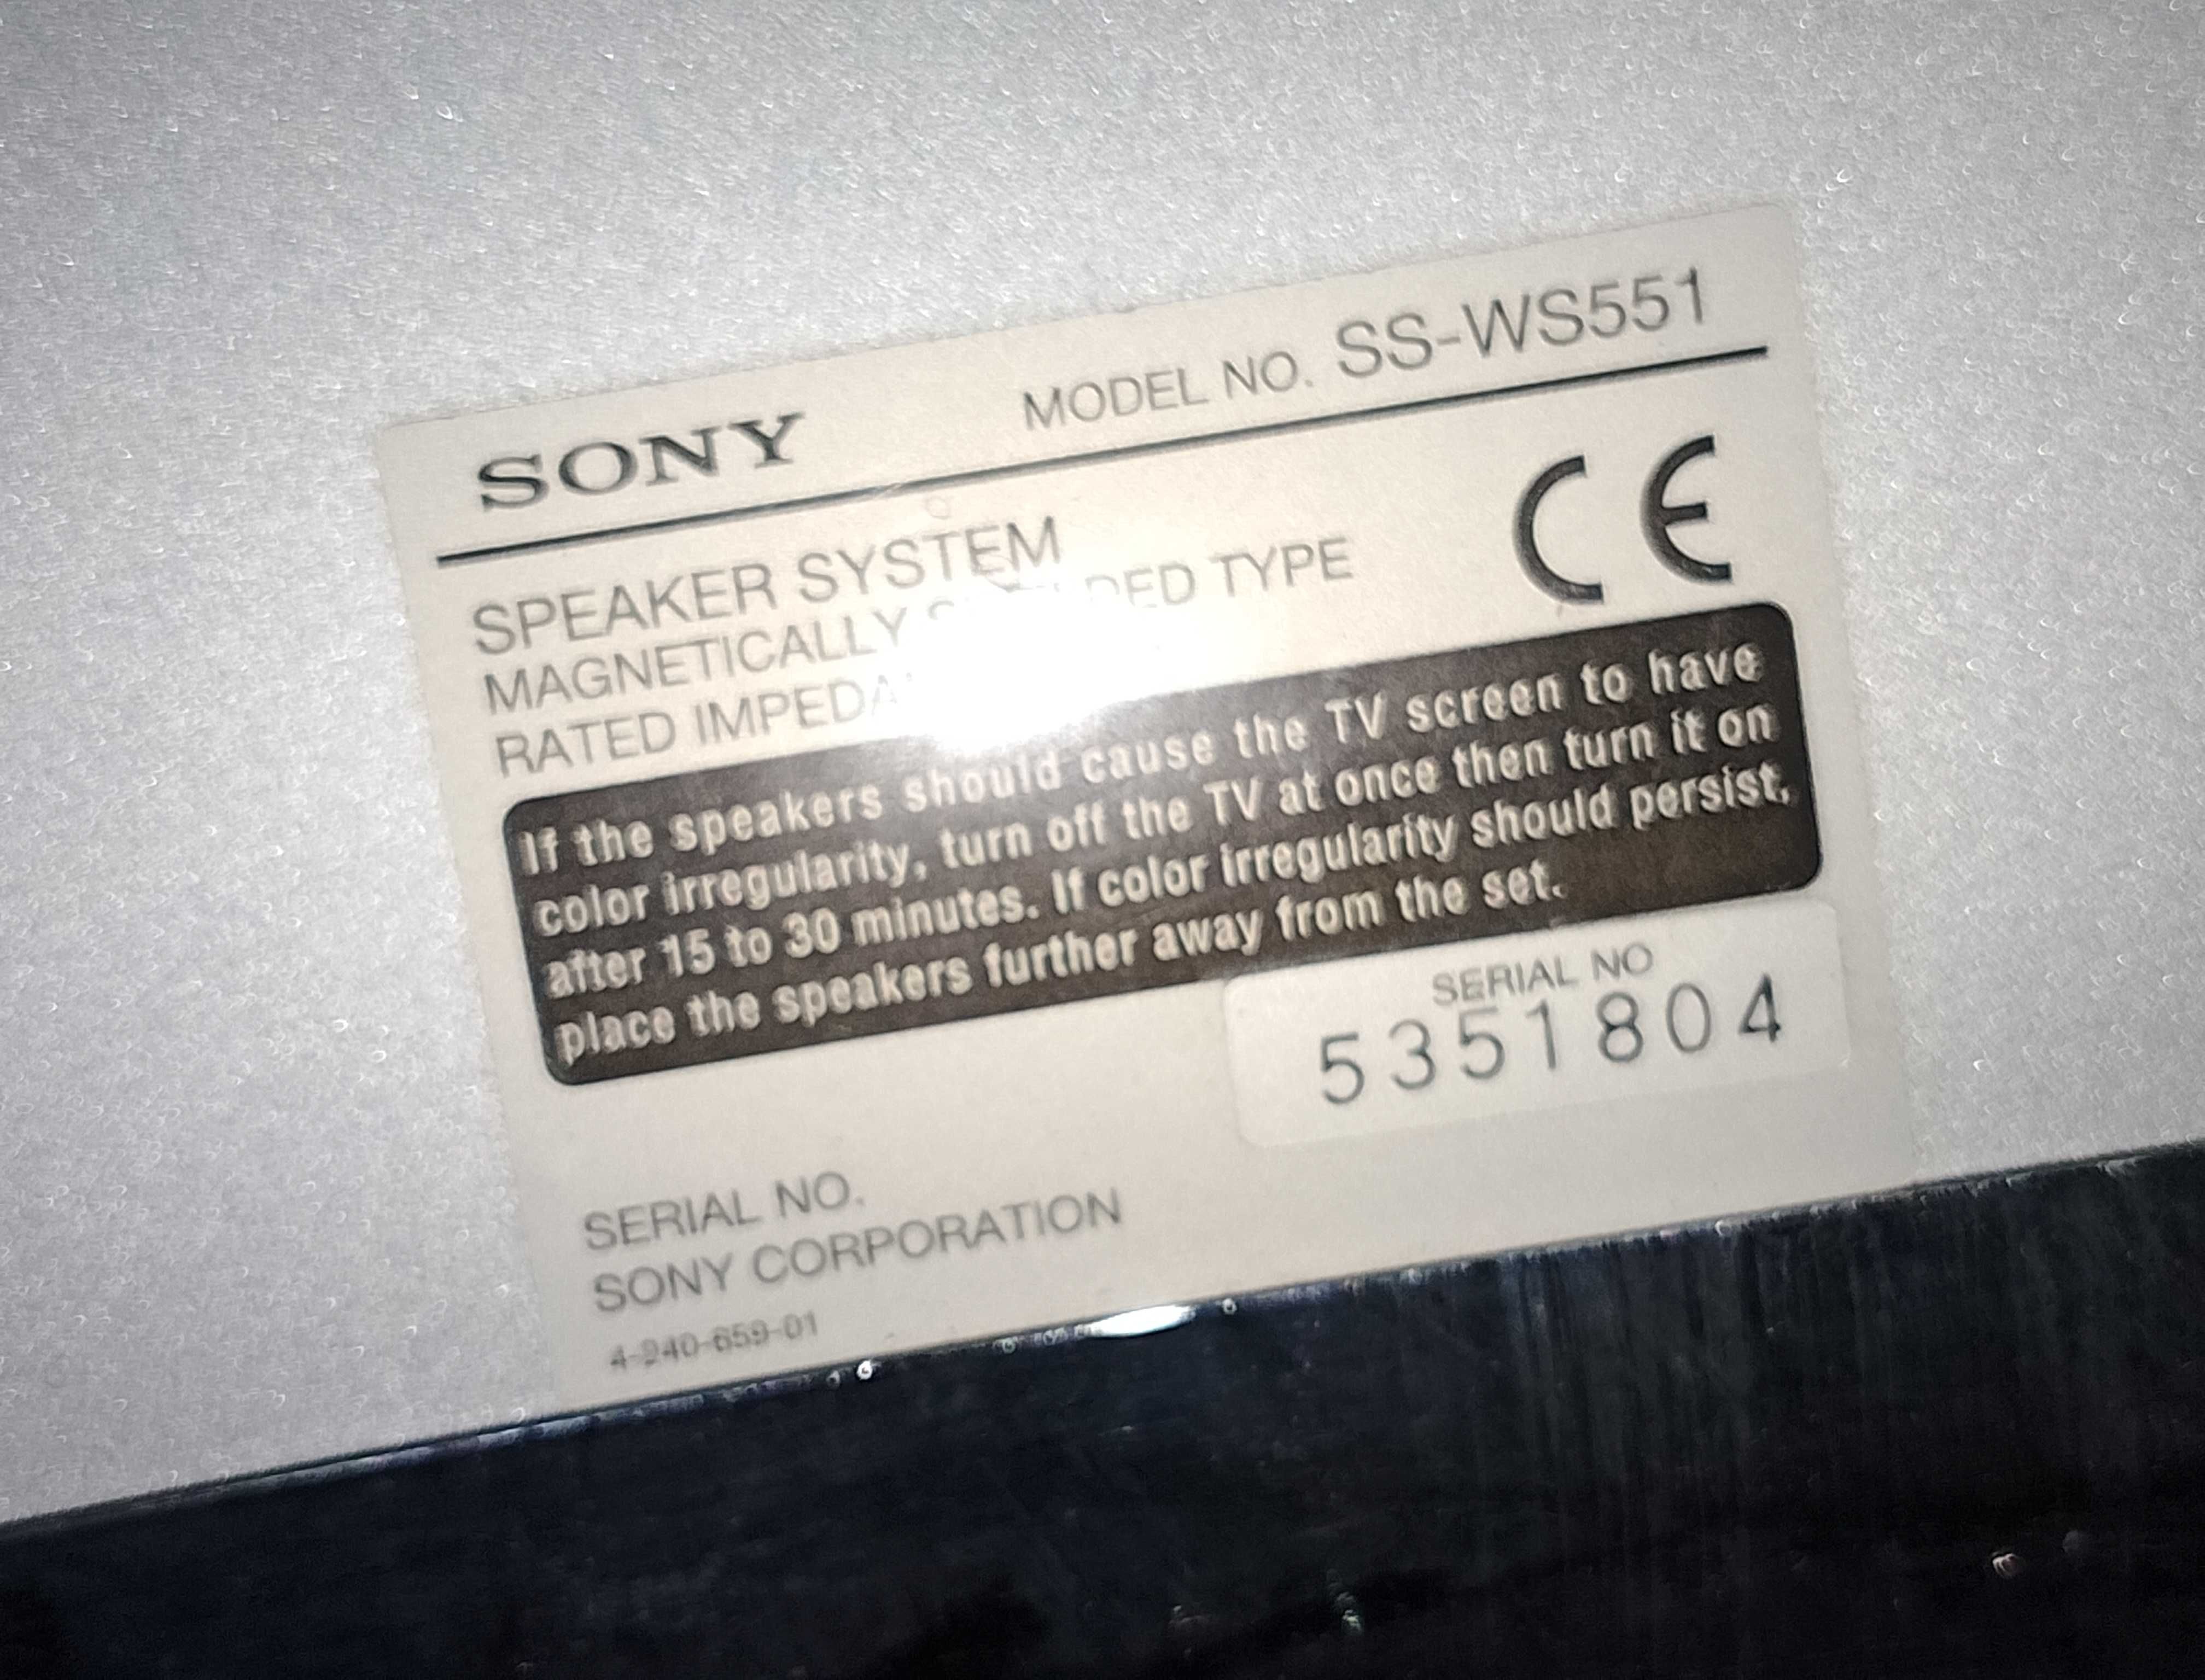 SONY MODEL NO. SS-WS551
CE
SPEAKER SYSTEM
MAGNETICALLY TYPE
RATED
If the speakers should cause the TV screen to have
color irregularity, turn off the TV at once then turn it on
after 15 to 30 minutes. If color irregularity should persist,
place the speakers further away from the set.
SERIAL NO
5351804
SERIAL NO.
SONY CORPORATION
4-240-659-01